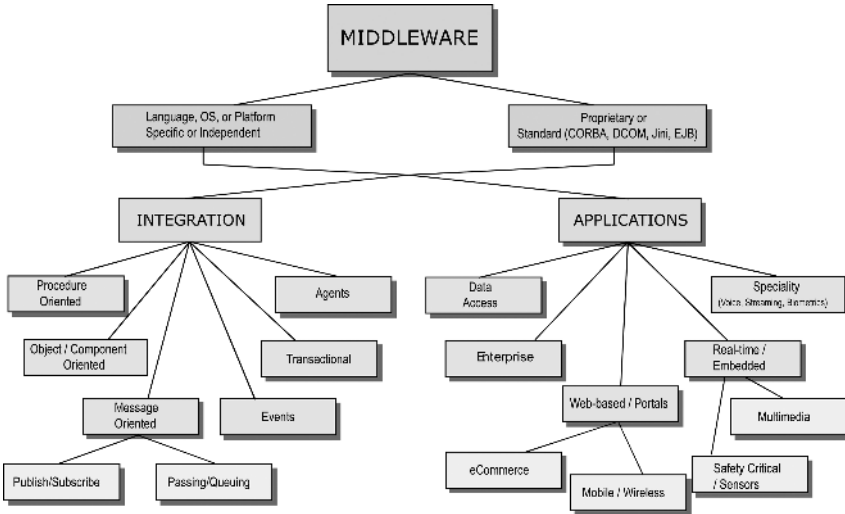 MIDDLEWARE
Language, OS, or Platform
Specific or Independent
Proprietary or
Standard (CORBA, DCOM, Jini, EJB)
INTEGRATION
APPLICATIONS
Procedure
Oriented
Agents
Data
Access
Speciality
(Voice, Streaming, Biometrics)
Object / Component
Oriented
Transactional
Enterprise
Real-time /
Embedded
Message
Oriented
Events
Web-based / Portals
Multimedia
Publish/Subscribe
Passing/Queuing
eCommerce
Mobile / Wireless
Safety Critical
/ Sensors